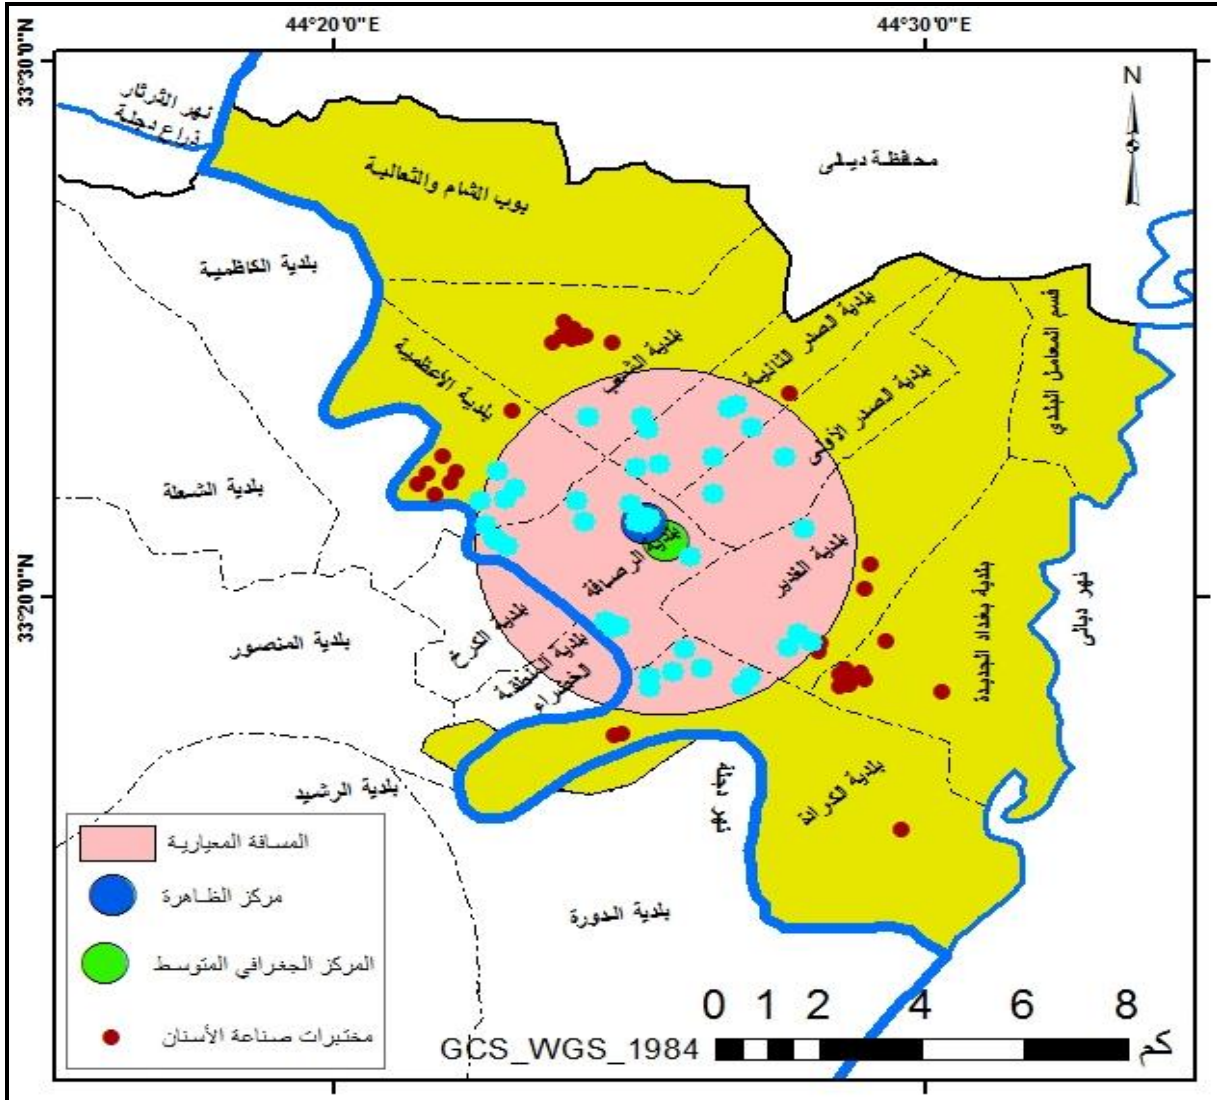 44°20'0"E
44°30'0"E
33°30'0"N
33°20'0"N
N
نهر الثرثار
ذراع دجلة
محافظة ديالى
بوب الشام والثعالبة
بلدية الكاظمية
بلدية الشعب
بلدية الصدر الثانية
بلدية الصدر الأولى
قسم المعامل البلدي
بلدية الأعظمية
بلدية الشعلة
بلدية الرصافة
بلدية الغدير
بلدية بغداد الجديدة
نهر ديالى
بلدية المنصور
بلدية الكرخ
بلدية المنطقة
الخضراء
بلدية الرشيد
نهر دجلة
بلدية الكرادة
بلدية الدورة
المسافة المعيارية
مركز الظاهرة
المركز الجغرافي المتوسط
مختبرات صناعة الأسنان
0 1 2 4 6 8
كم
GCS_WGS_1984